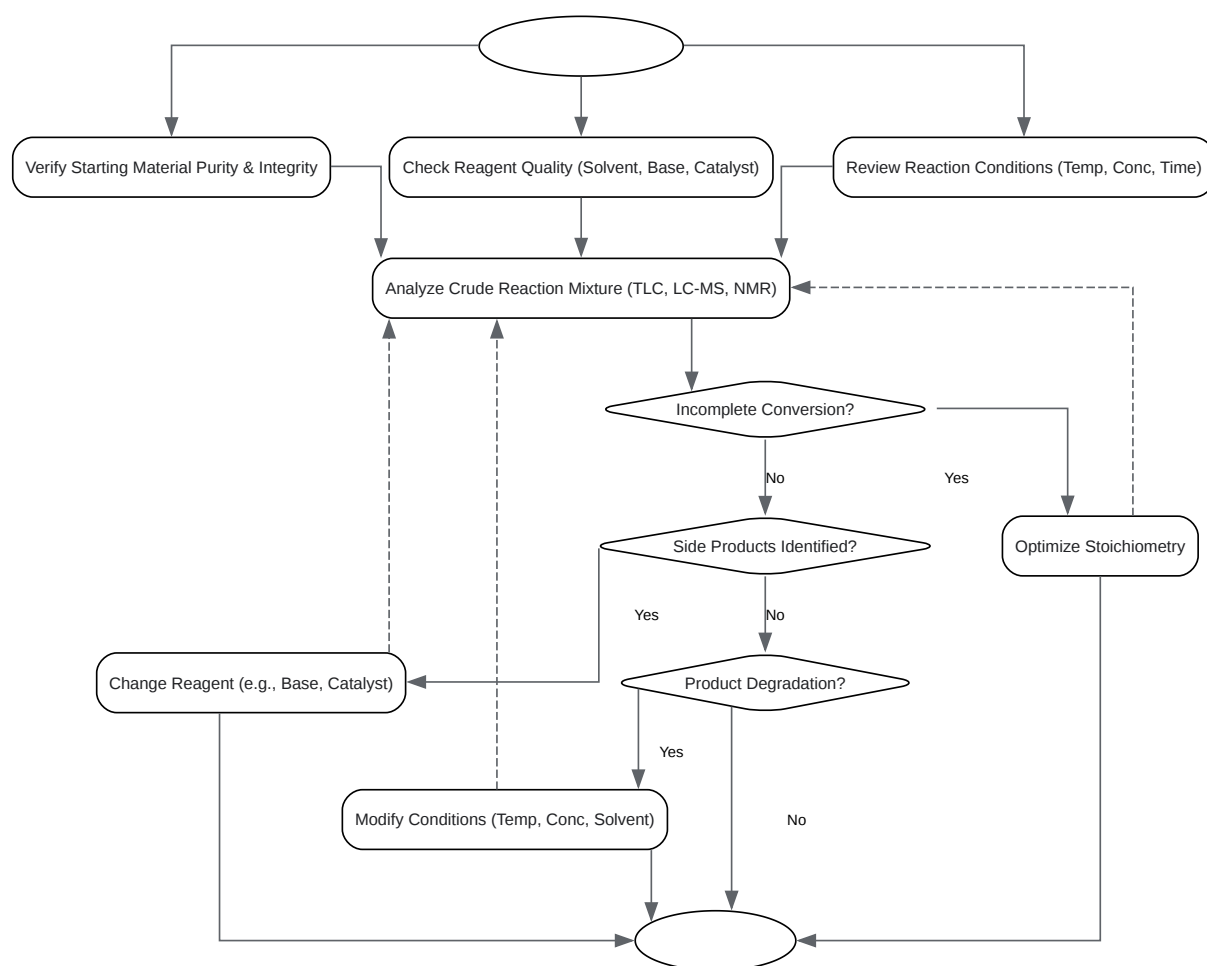 Verify Starting Material Purity & Integrity
Check Reagent Quality (Solvent, Base, Catalyst)
Review Reaction Conditions (Temp, Conc, Time)
Analyze Crude Reaction Mixture (TLC, LC-MS, NMR)
Incomplete Conversion?
No
Yes
Side Products Identified?
Optimize Stoichiometry
Yes
No
Change Reagent (e.g., Base, Catalyst)
Product Degradation?
Yes
Modify Conditions (Temp, Conc, Solvent)
No